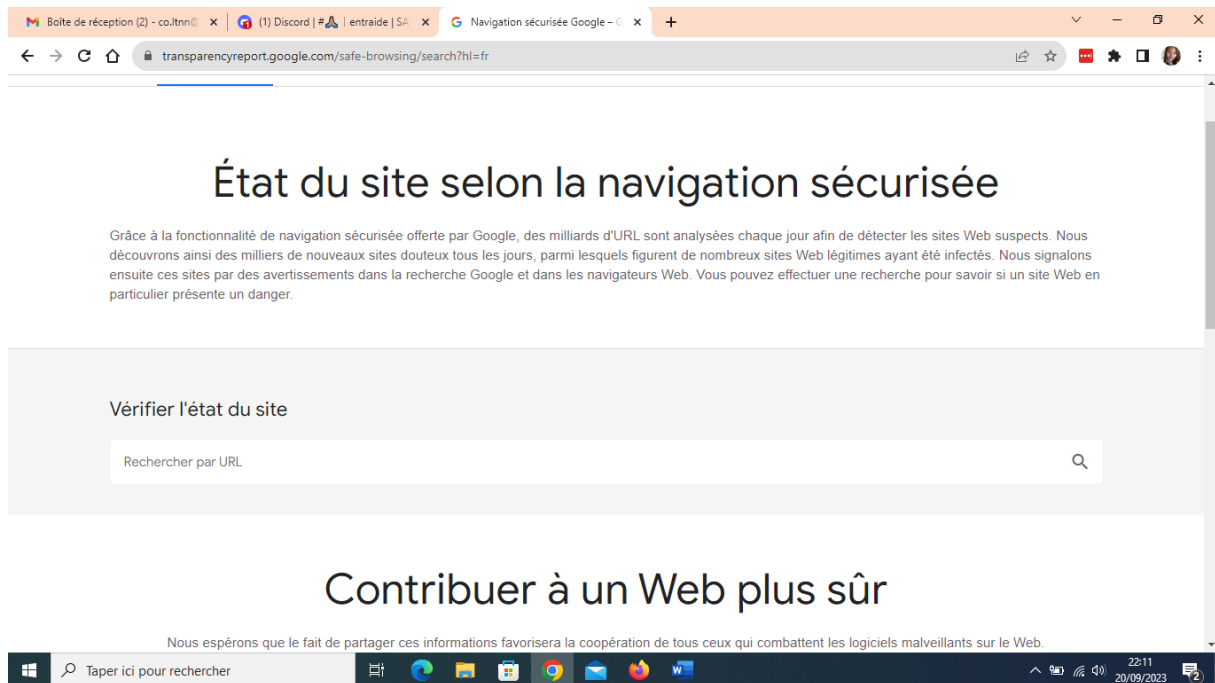 Boîte de réception (2) - co.ltnn
(1) Discord | # | entraide | SA
Navigation sécurisée Google – G
transparencyreport.google.com/safe-browsing/search?hl=fr
État du site selon la navigation sécurisée
Grâce à la fonctionnalité de navigation sécurisée offerte par Google, des milliards d'URL sont analysées chaque jour afin de détecter les sites Web suspects. Nous
découvrons ainsi des milliers de nouveaux sites douteux tous les jours, parmi lesquels figurent de nombreux sites Web légitimes ayant été infectés. Nous signalons
ensuite ces sites par des avertissements dans la recherche Google et dans les navigateurs Web. Vous pouvez effectuer une recherche pour savoir si un site Web en
particulier présente un danger.
Vérifier l'état du site
Rechercher par URL
Contribuer à un Web plus sûr
Nous espérons que le fait de partager ces informations favorisera la coopération de tous ceux qui combattent les logiciels malveillants sur le Web.
Taper ici pour rechercher
22:11
20/09/2023
2